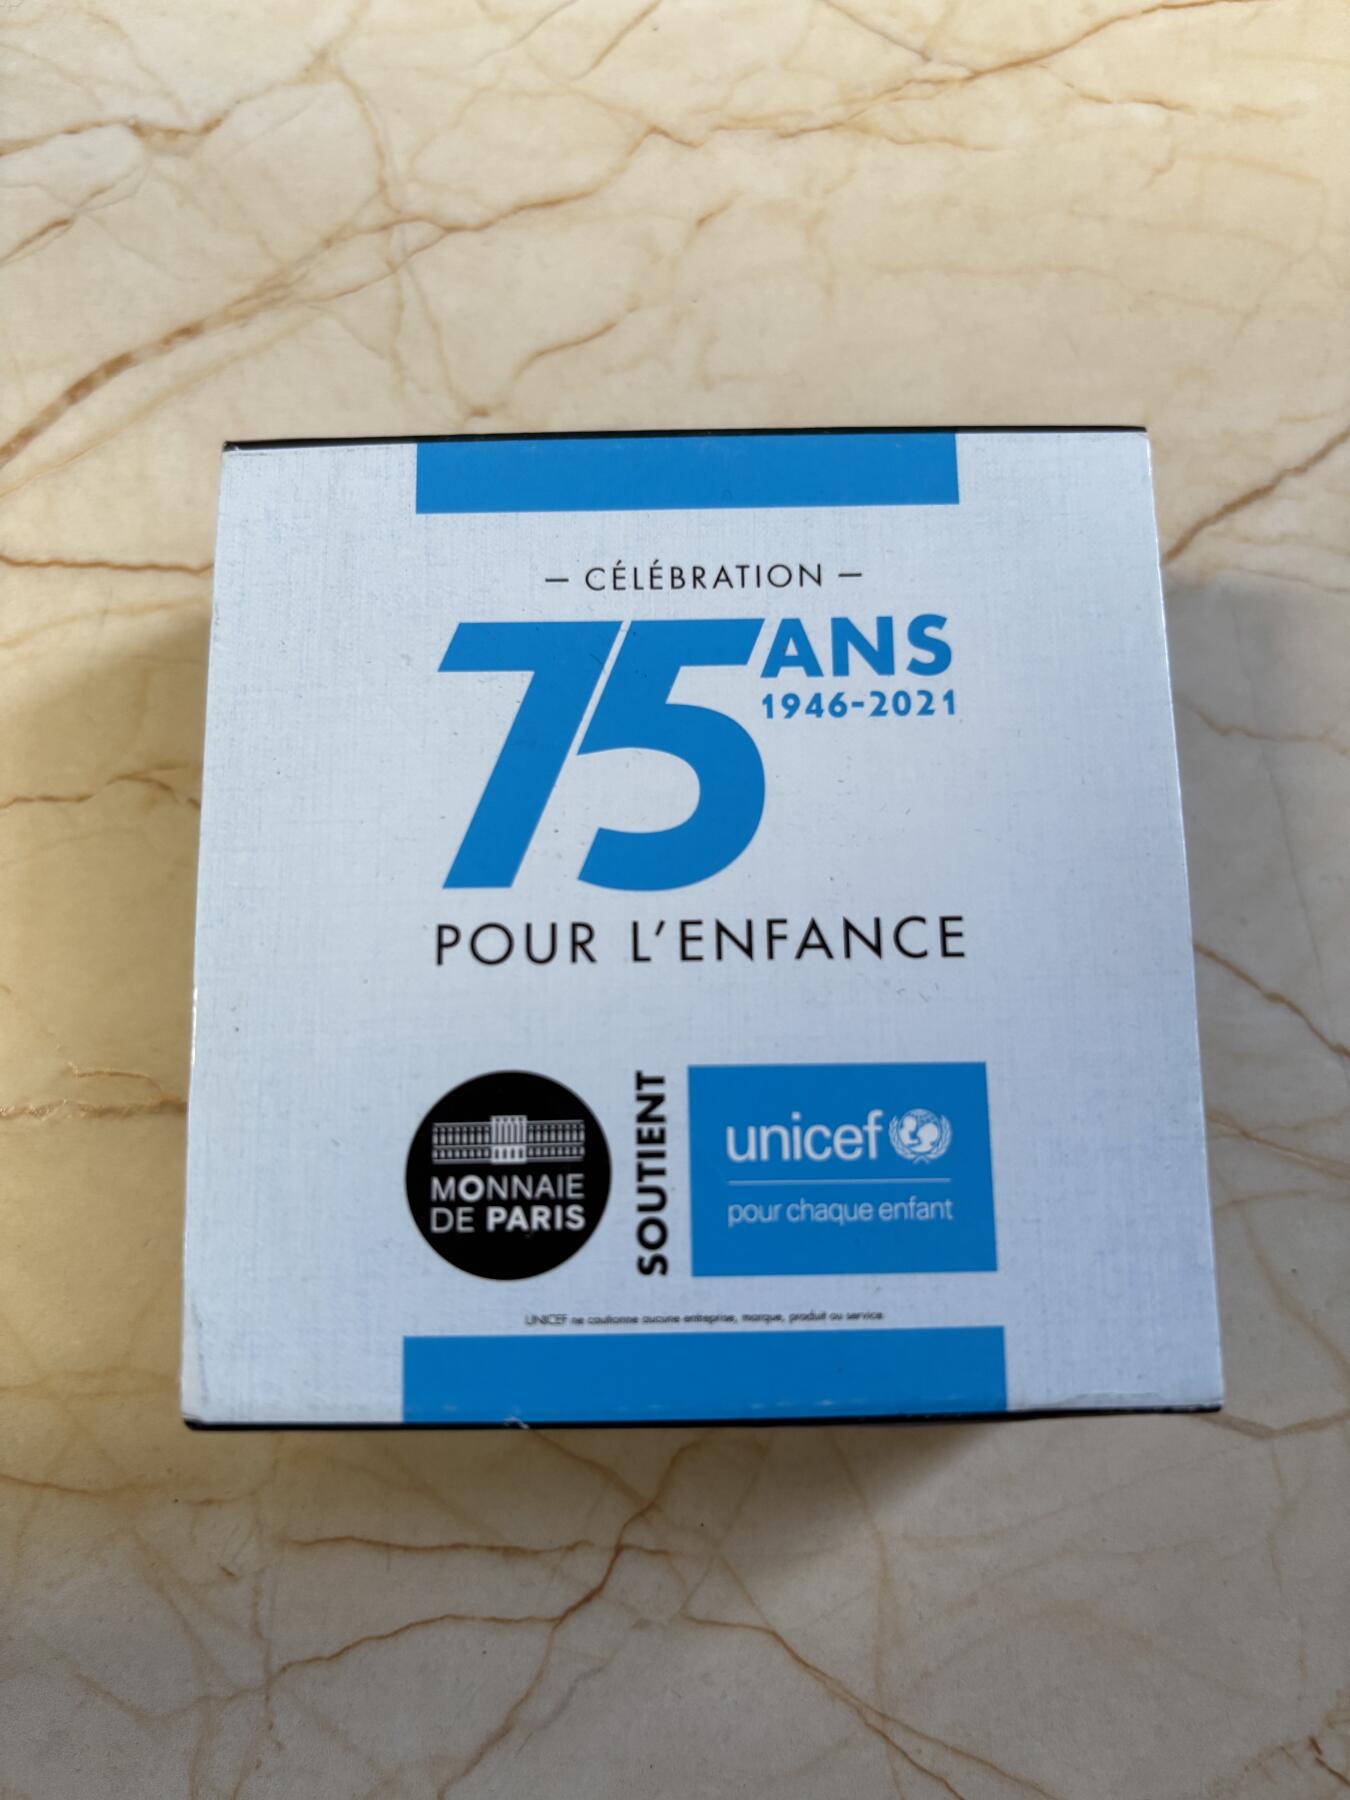 – CÉLÉBRATION –
75 ANS
1946-2021
POUR L'ENFANCE
MONNAIE
DE PARIS
SOUTIENT
unicef
pour chaque enfant
UNICEF ne cautionne aucune entreprise, marque, produit ou service.